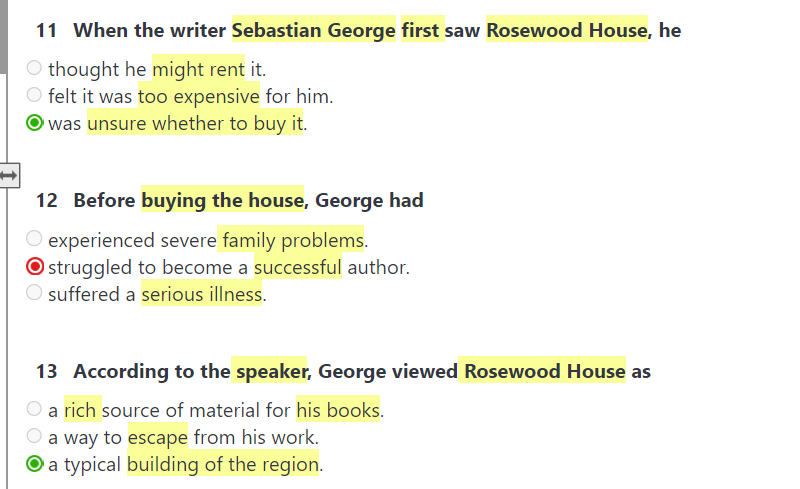 11 When the writer Sebastian George first saw Rosewood House, he
thought he might rent it.
felt it was too expensive for him.
was unsure whether to buy it.
12 Before buying the house, George had
experienced severe family problems.
struggled to become a successful author.
suffered a serious illness.
13 According to the speaker, George viewed Rosewood House as
a rich source of material for his books.
a way to escape from his work.
a typical building of the region.